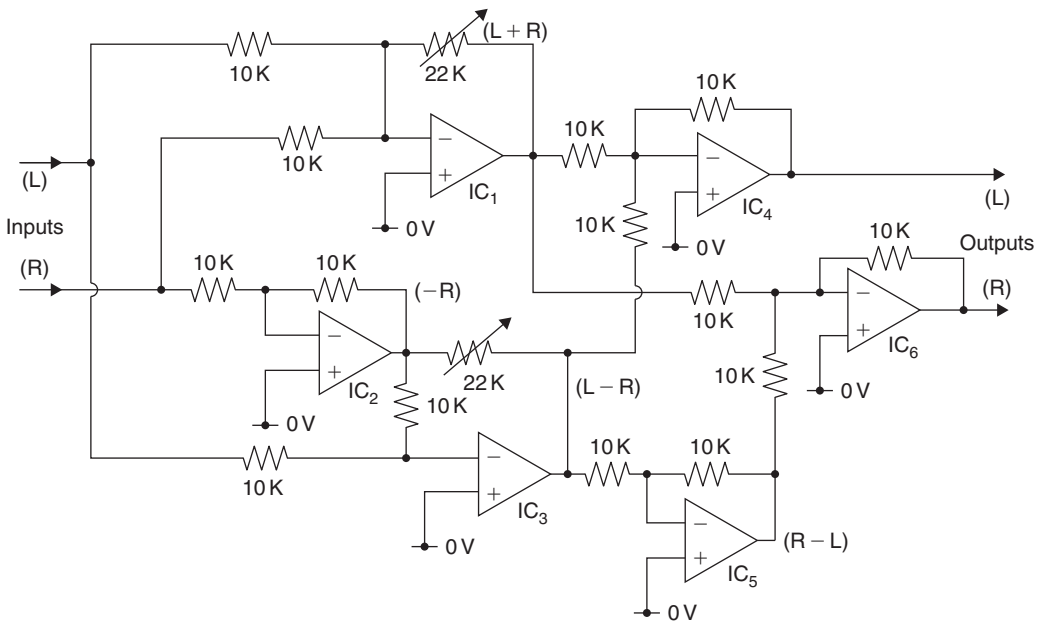 (L + R)
10 K
22 K
10 K
10 K
10 K
−
+
IC1
0 V
−
+
IC4
0 V
(L)
(L)
Inputs
10 K
10 K
Outputs
(R)
10 K
10 K
(−R)
10 K
−
+
IC6
0 V
(R)
−
+
IC2
0 V
22 K
(L − R)
10 K
10 K
10 K
−
+
IC3
0 V
10 K
10 K
−
+
IC5
0 V
(R − L)